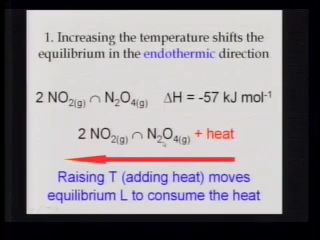 1. Increasing the temperature shifts the
equilibrium in the endothermic direction
2 NO2(g) ∩ N2O4(g) ΔH = -57 kJ mol-1
2 NO2(g) ∩ N2O4(g) + heat
Raising T (adding heat) moves
equilibrium L to consume the heat